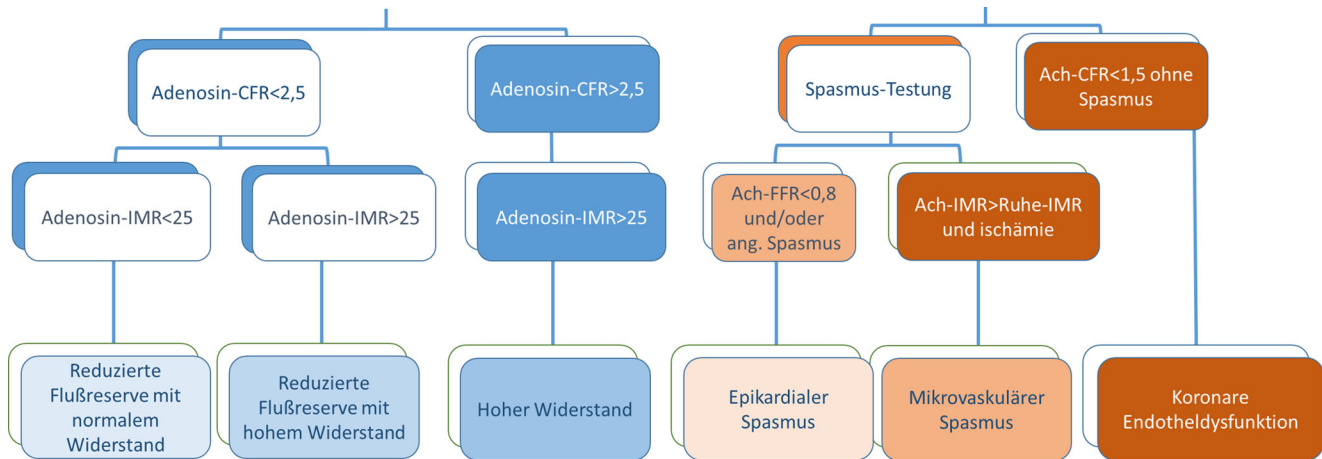 Adenosin-CFR<2,5
Adenosin-CFR>2,5
Spasmus-Testung
Ach-CFR<1,5 ohne
Spasmus
Adenosin-IMR<25
Adenosin-IMR>25
Adenosin-IMR>25
Ach-FFR<0,8
und/oder
ang. Spasmus
Ach-IMR>Ruhe-IMR
und ischämie
Reduzierte
Flußreserve mit
normalem
Widerstand
Reduzierte
Flußreserve mit
hohem Widerstand
Hoher Widerstand
Epikardialer
Spasmus
Mikrovaskulärer
Spasmus
Koronare
Endotheldysfunktion